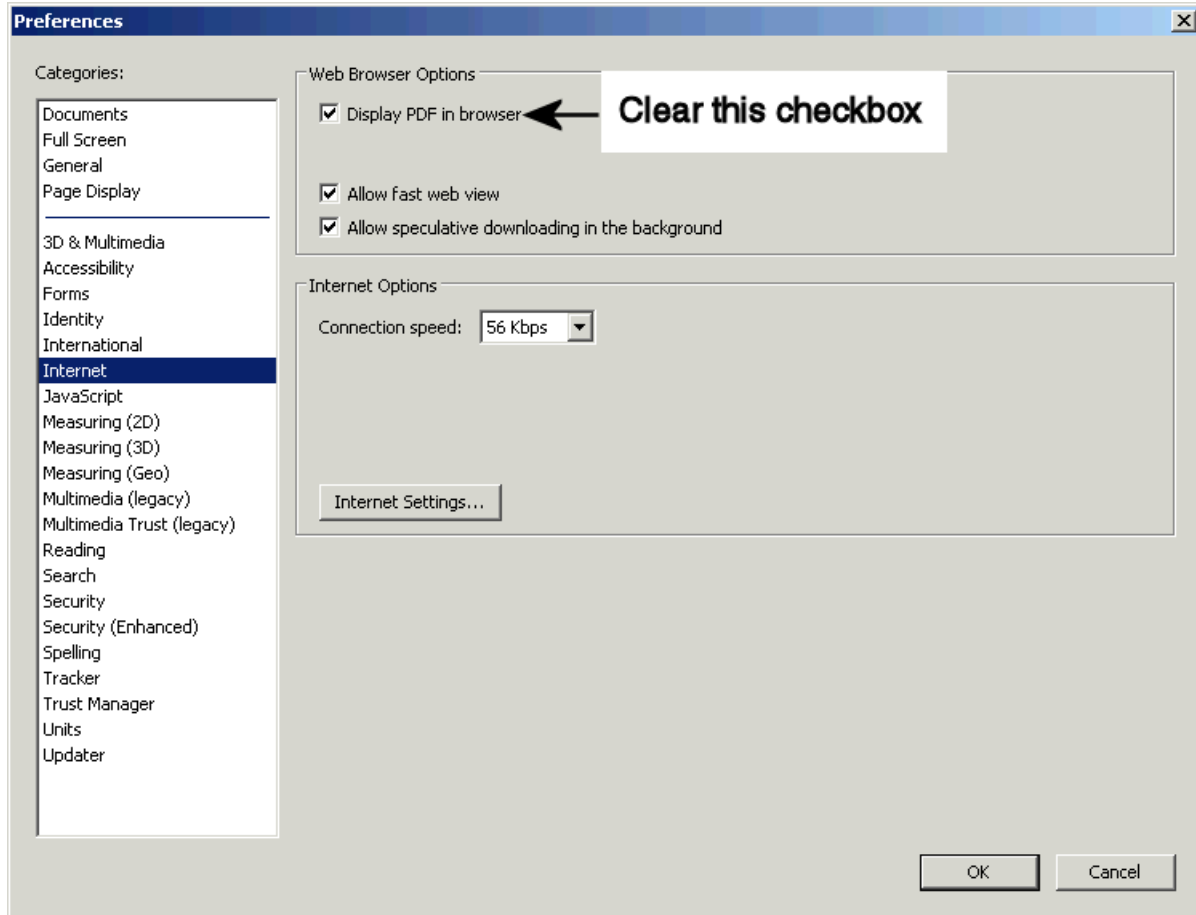 Preferences
Categories:
Documents
Full Screen
General
Page Display
3D & Multimedia
Accessibility
Forms
Identity
International
Internet
JavaScript
Measuring (2D)
Measuring (3D)
Measuring (Geo)
Multimedia (legacy)
Multimedia Trust (legacy)
Reading
Search
Security
Security (Enhanced)
Spelling
Tracker
Trust Manager
Units
Updater
Web Browser Options
Display PDF in browser
Clear this checkbox
Allow fast web view
Allow speculative downloading in the background
Internet Options
Connection speed: 56 Kbps
Internet Settings...
OK
Cancel